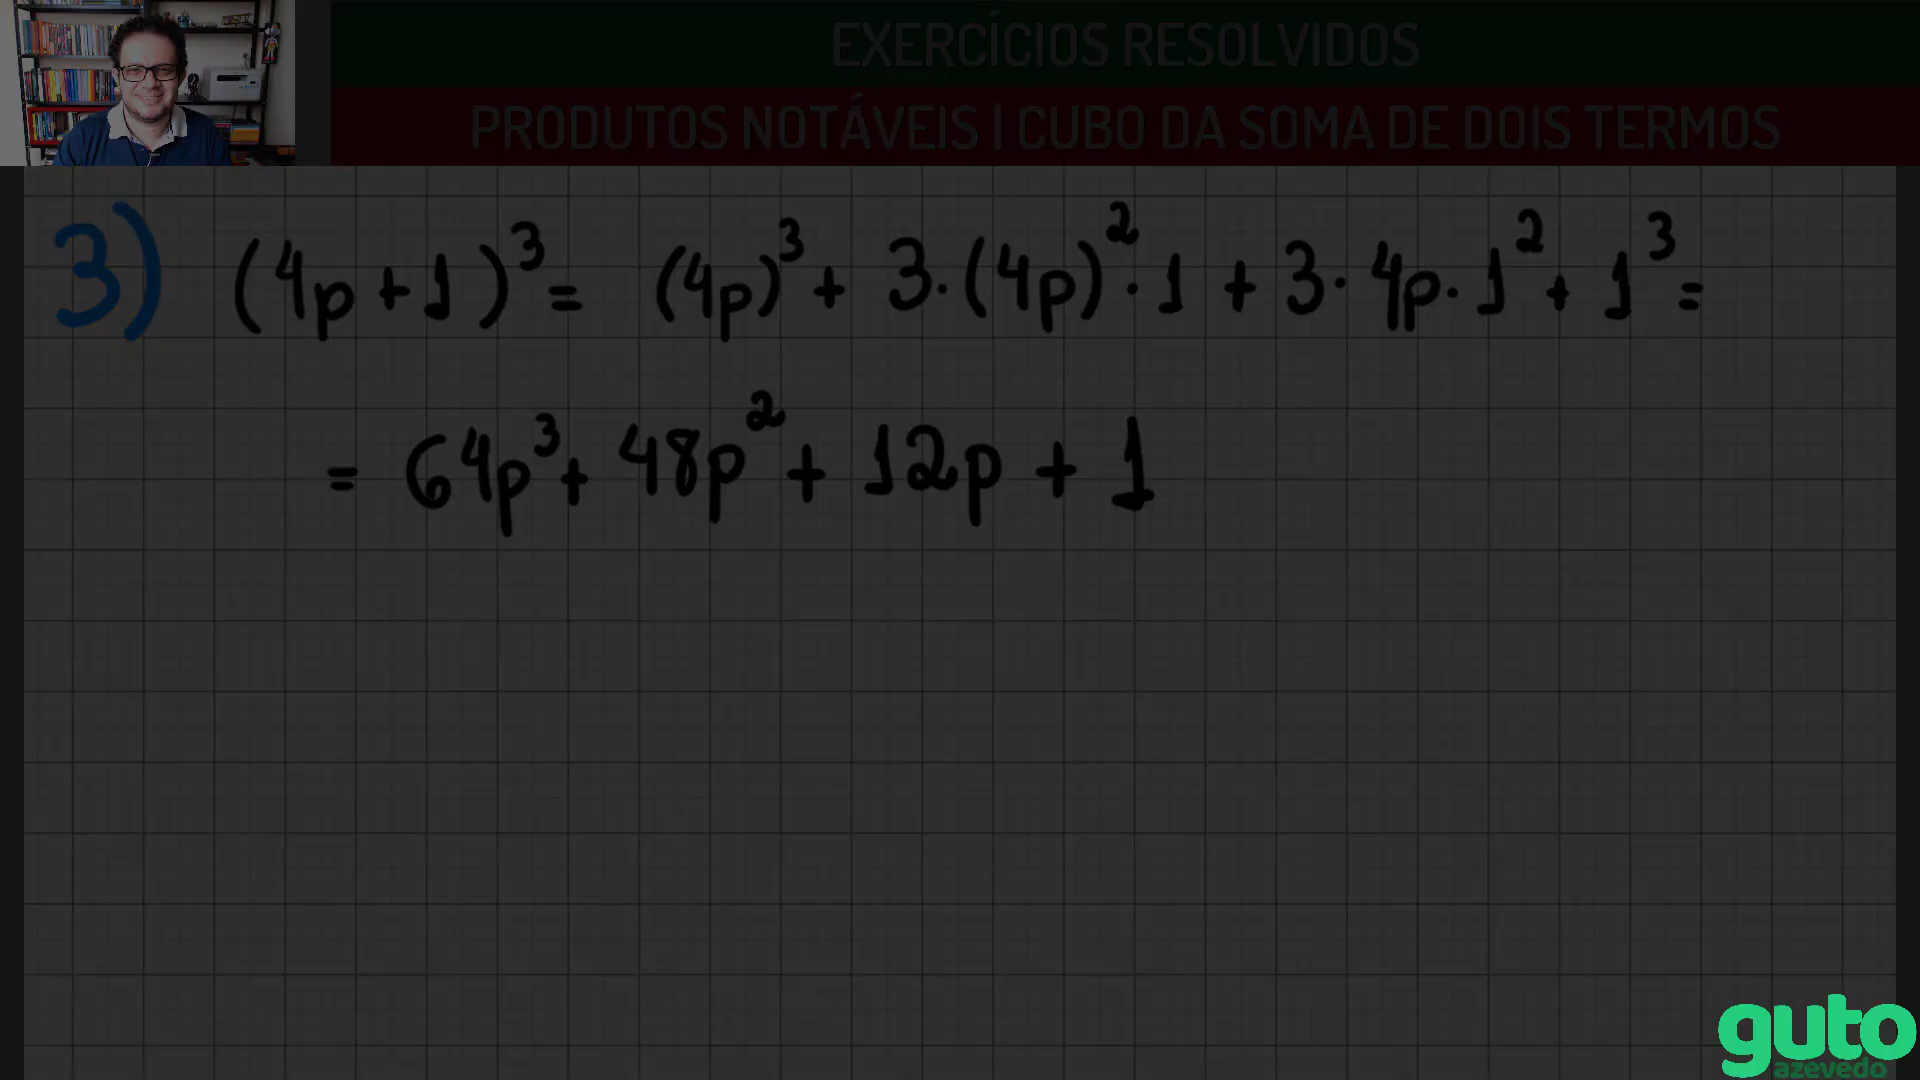 EXERCÍCIOS RESOLVIDOS
PRODUTOS NOTÁVEIS | CUBO DA SOMA DE DOIS TERMOS
3) (4p+1)³ = (4p)³ + 3·(4p)²·1 + 3·4p·1² + 1³ =
= 64p³ + 48p² + 12p + 1
guto
azevedo